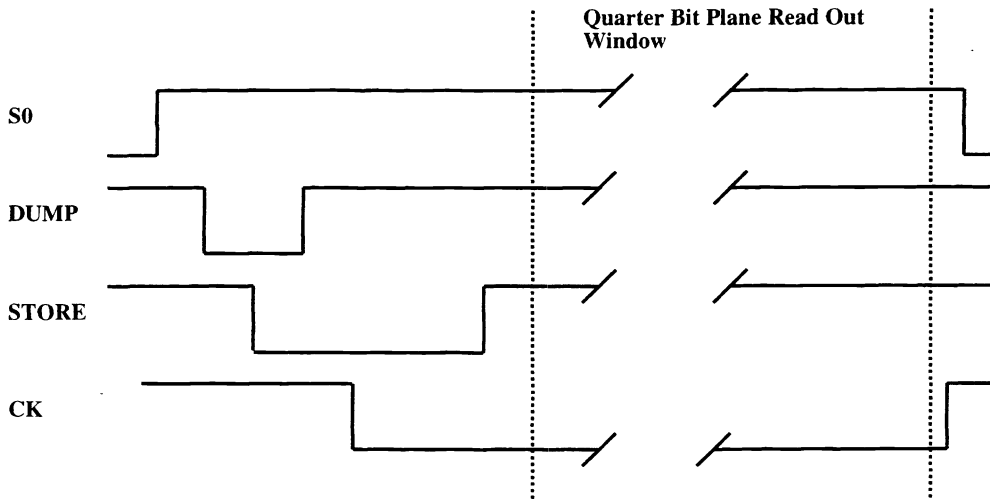 Quarter Bit Plane Read Out
Window
S0
DUMP
STORE
CK